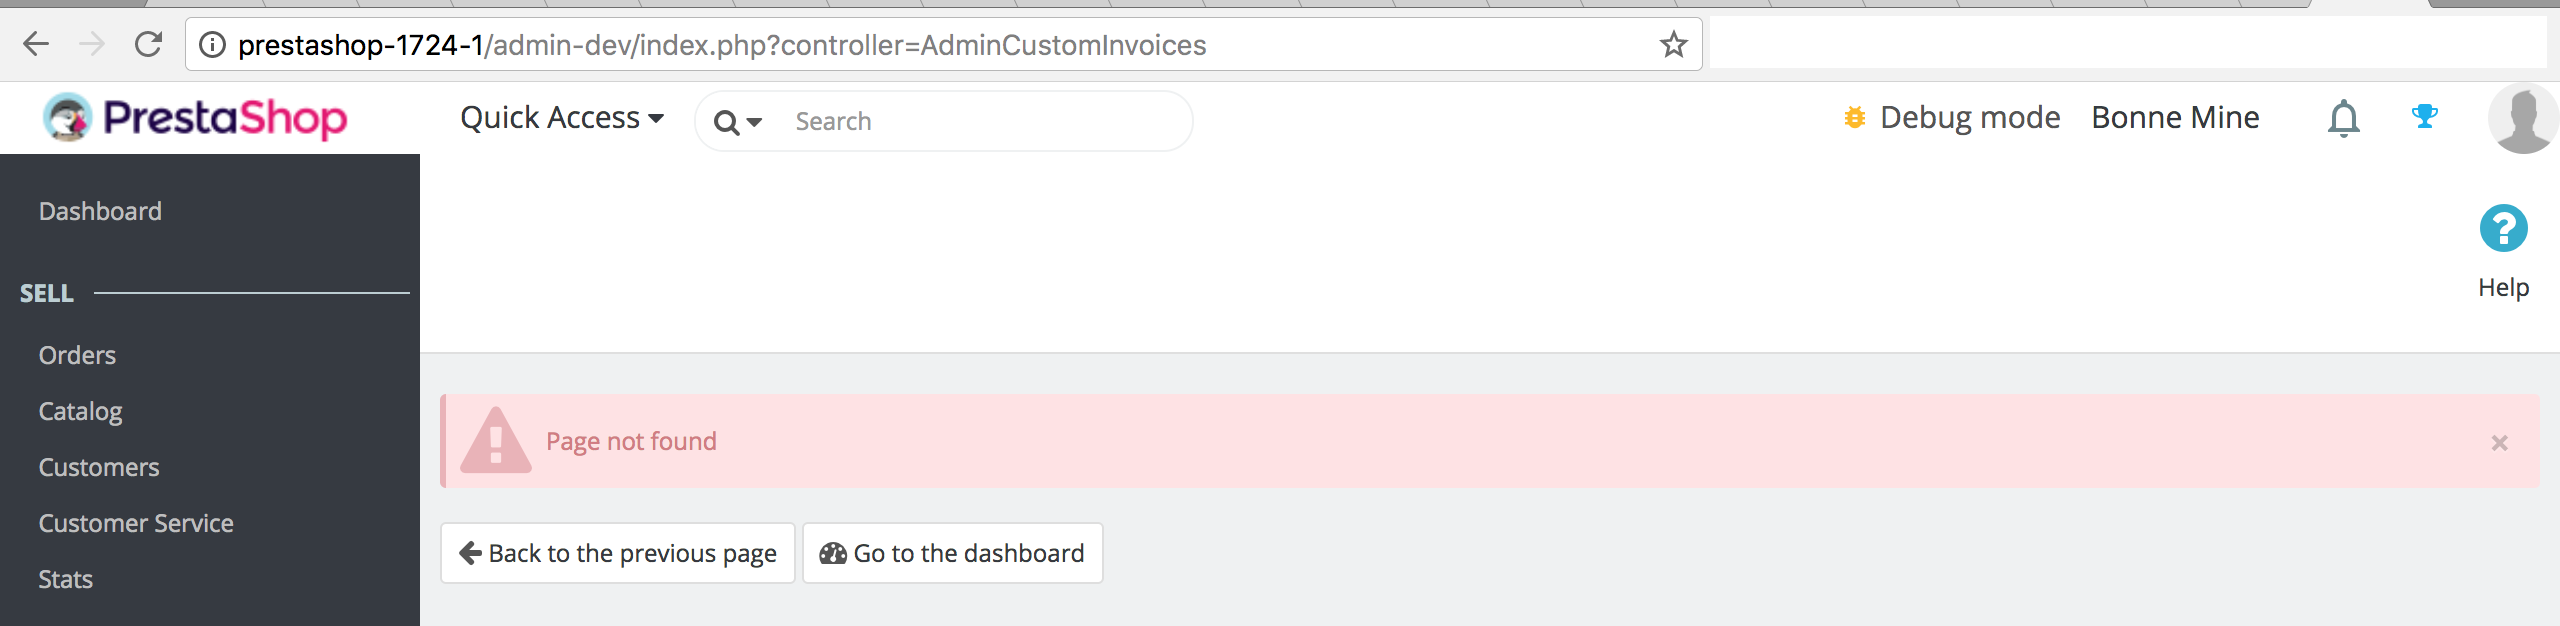 prestashop-1724-1/admin-dev/index.php?controller=AdminCustomInvoices
PrestaShop
Quick Access
Search
Debug mode
Bonne Mine
Dashboard
Help
SELL
Orders
Catalog
Page not found
×
Customers
Customer Service
Back to the previous page
Go to the dashboard
Stats